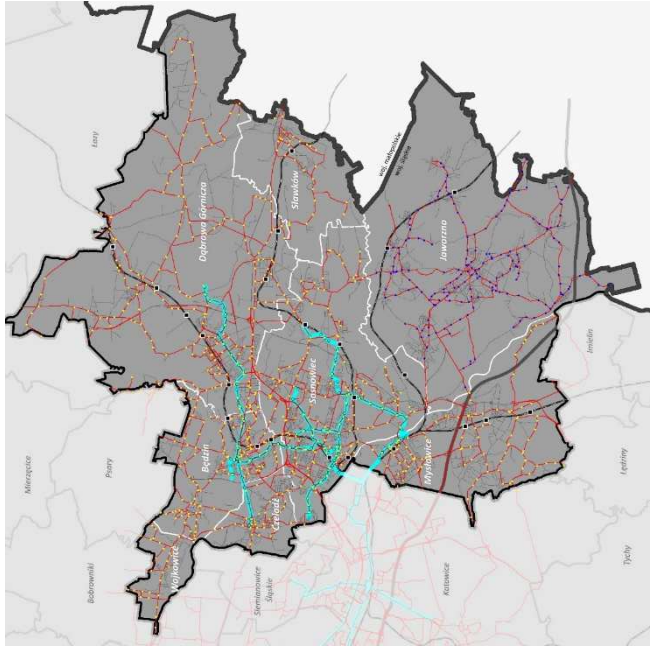 Łazy
Dąbrowa Górnicza
Sławków
woj. małopolskie
woj. śląskie
Jaworzno
Mierzęcice
Psary
Będzin
Sosnowiec
Imielin
Bobrowniki
Wojkowice
Czeladź
Mysłowice
Siemianowice
Śląskie
Katowice
Lędziny
Tychy